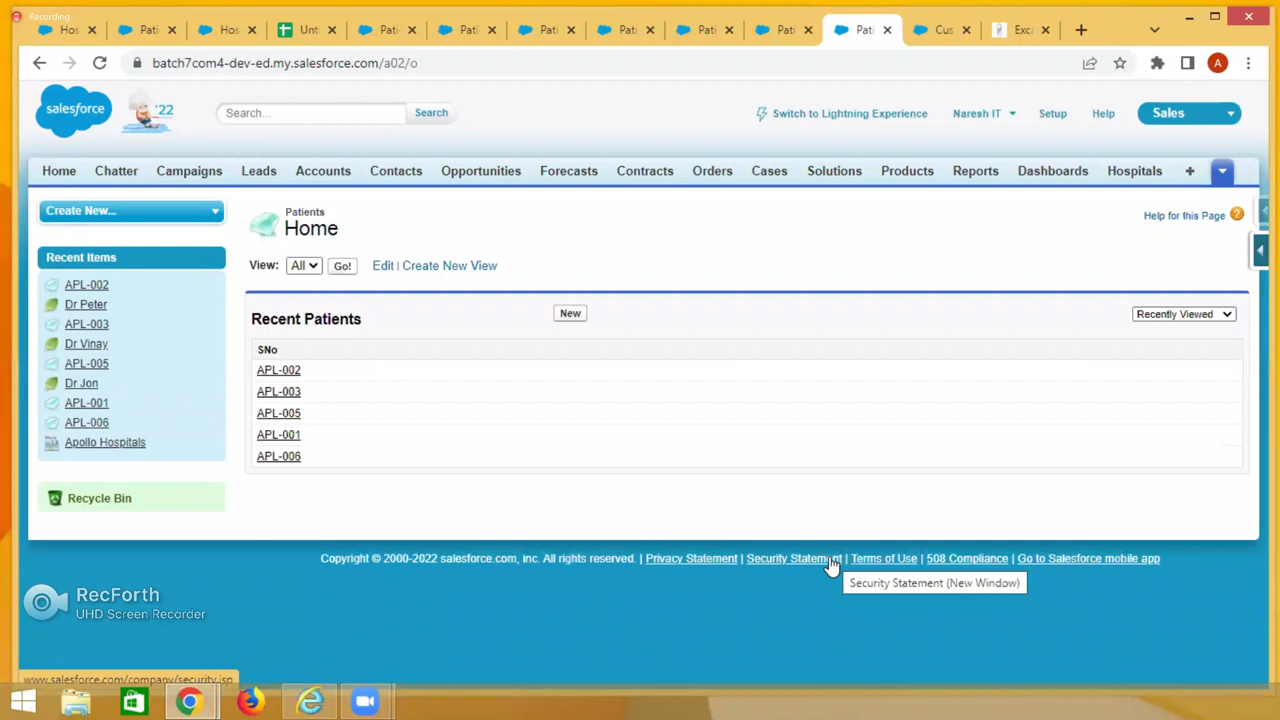 Recording
Hos
Pati
Hos
Unt
Pati
Pati
Pati
Pati
Pati
Pati
Pati
Cus
Exc
batch7com4-dev-ed.my.salesforce.com/a02/o
A
salesforce
'22
Search...
Search
Switch to Lightning Experience
Naresh IT
Setup
Help
Sales
Home
Chatter
Campaigns
Leads
Accounts
Contacts
Opportunities
Forecasts
Contracts
Orders
Cases
Solutions
Products
Reports
Dashboards
Hospitals
+
Create New...
Recent Items
APL-002
Dr Peter
APL-003
Dr Vinay
APL-005
Dr Jon
APL-001
APL-006
Apollo Hospitals
Recycle Bin
Patients
Home
Help for this Page ?
View: All Go! Edit | Create New View
Recent Patients
New
Recently Viewed
SNo
APL-002
APL-003
APL-005
APL-001
APL-006
Copyright © 2000-2022 salesforce.com, inc. All rights reserved. | Privacy Statement | Security Statement | Terms of Use | 508 Compliance | Go to Salesforce mobile app
Security Statement (New Window)
RecForth
UHD Screen Recorder
www.salesforce.com/company/security.jsp